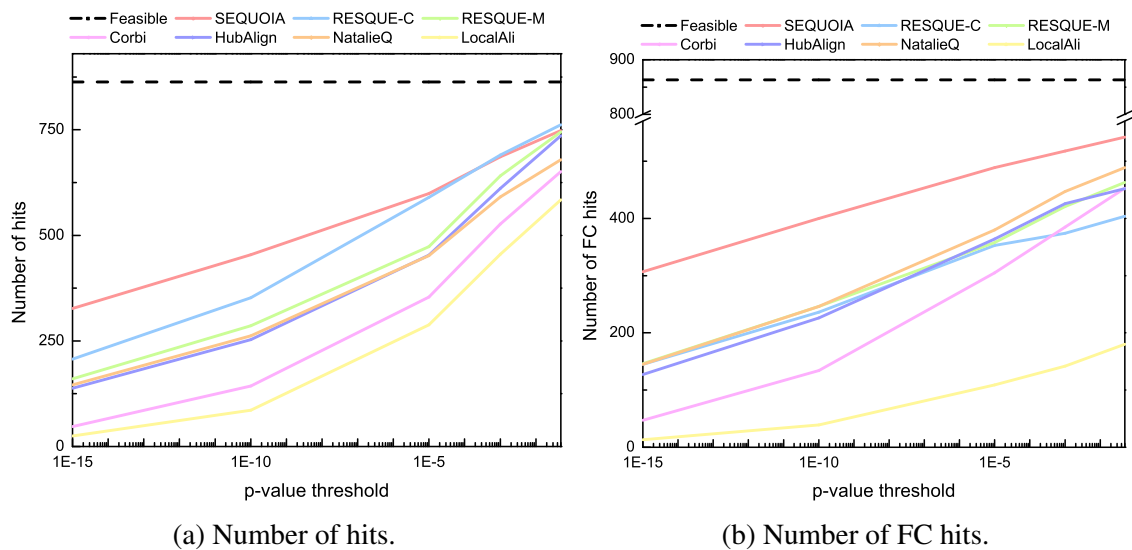 Feasible SEQUOIA RESQUE-C RESQUE-M
Corbi HubAlign NatalieQ LocalAli
Number of hits
750
500
250
0
1E-15 1E-10 1E-5
p-value threshold
(a) Number of hits.
Feasible SEQUOIA RESQUE-C RESQUE-M
Corbi HubAlign NatalieQ LocalAli
Number of FC hits
900
800
400
200
0
1E-15 1E-10 1E-5
p-value threshold
(b) Number of FC hits.